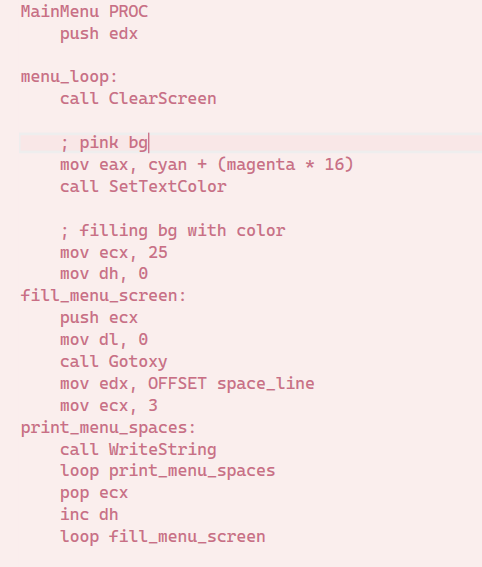 MainMenu PROC
    push edx

menu_loop:
    call ClearScreen

    ; pink bg
    mov eax, cyan + (magenta * 16)
    call SetTextColor

    ; filling bg with color
    mov ecx, 25
    mov dh, 0
fill_menu_screen:
    push ecx
    mov dl, 0
    call Gotoxy
    mov edx, OFFSET space_line
    mov ecx, 3
print_menu_spaces:
    call WriteString
    loop print_menu_spaces
    pop ecx
    inc dh
    loop fill_menu_screen